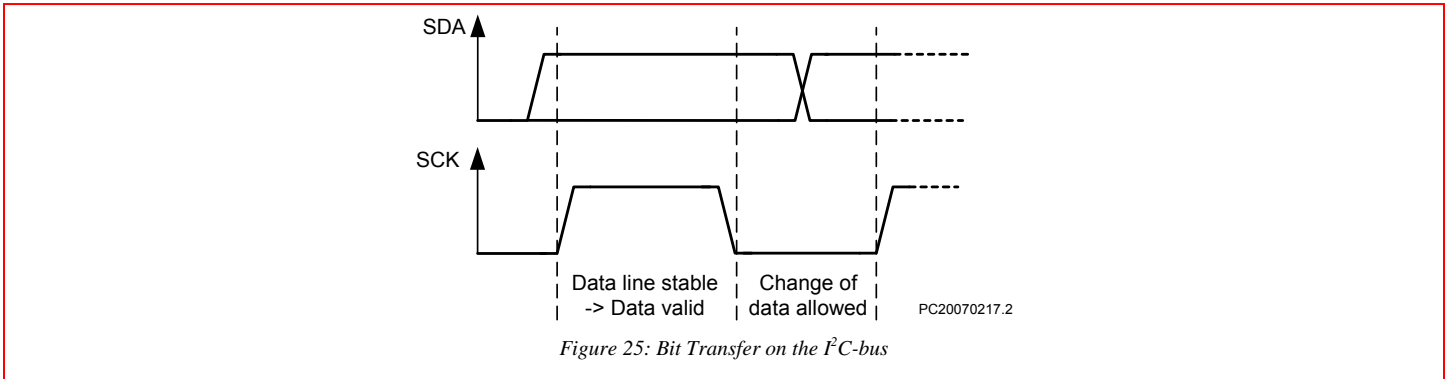 SDA
SCK
Data line stable
-> Data valid
Change of
data allowed
PC20070217.2
Figure 25: Bit Transfer on the I²C-bus